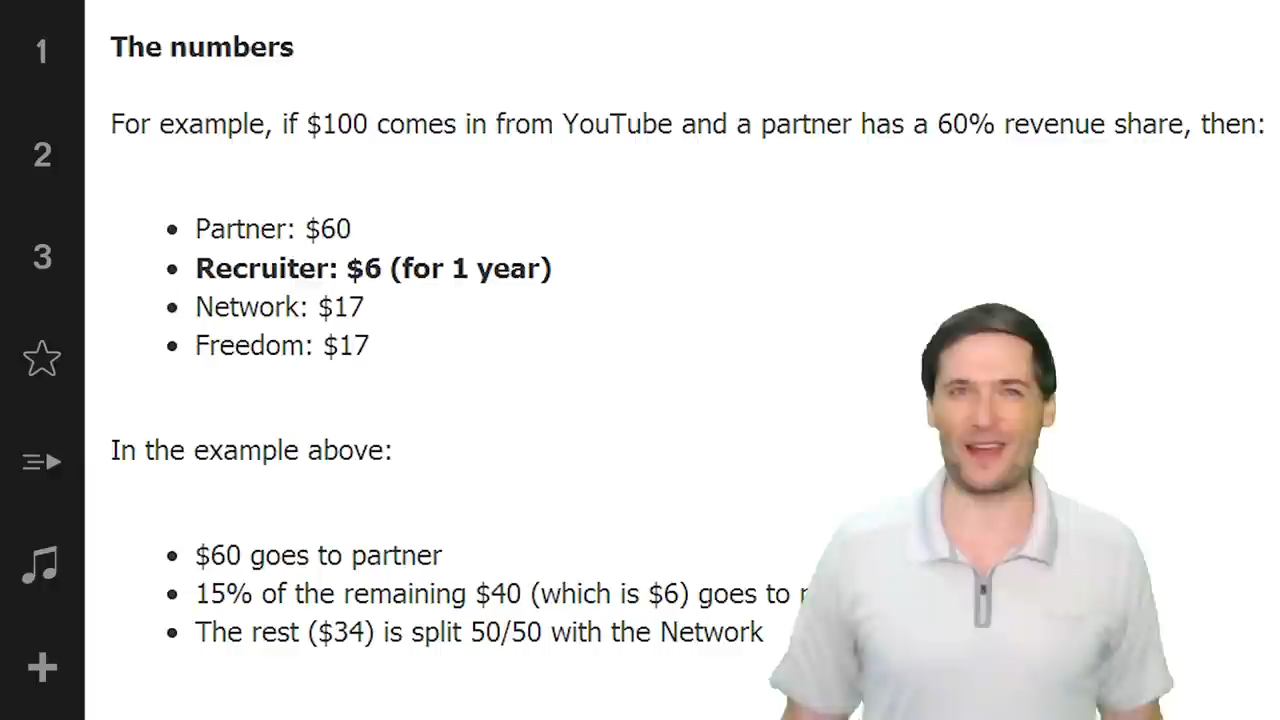 The numbers
For example, if $100 comes in from YouTube and a partner has a 60% revenue share, then:
Partner: $60
Recruiter: $6 (for 1 year)
Network: $17
Freedom: $17
In the example above:
$60 goes to partner
15% of the remaining $40 (which is $6) goes to
The rest ($34) is split 50/50 with the Network
1
2
3